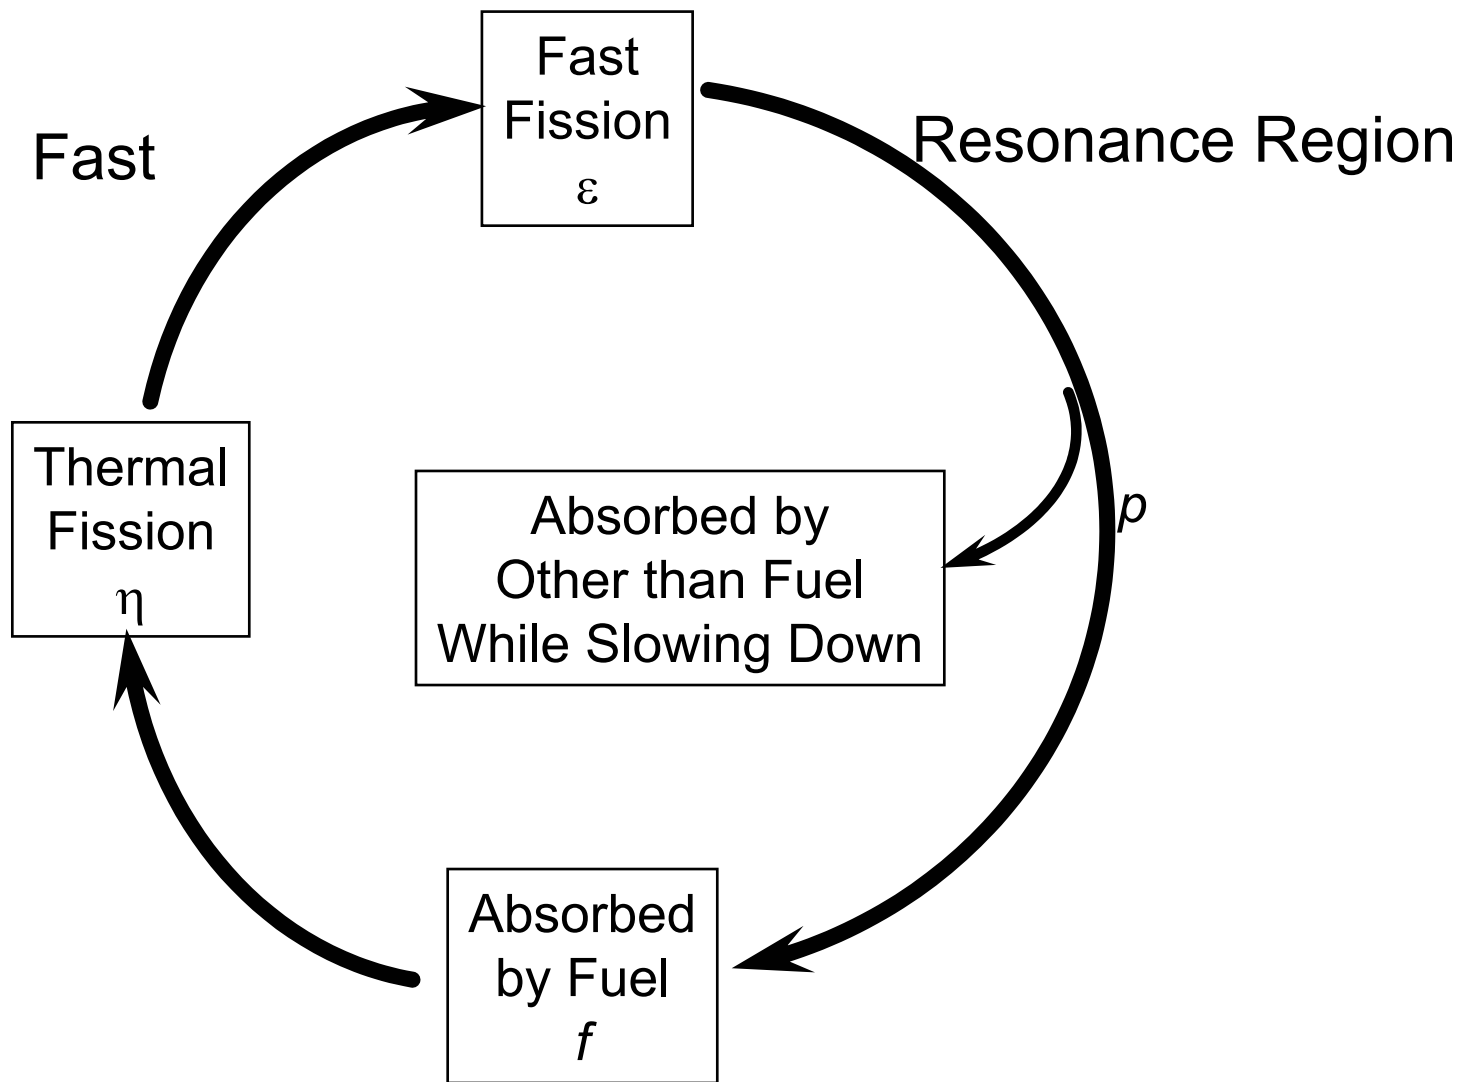 Fast
Fission
ε
Fast
Resonance Region
Thermal
Fission
η
Absorbed by
Other than Fuel
While Slowing Down
p
Absorbed
by Fuel
f